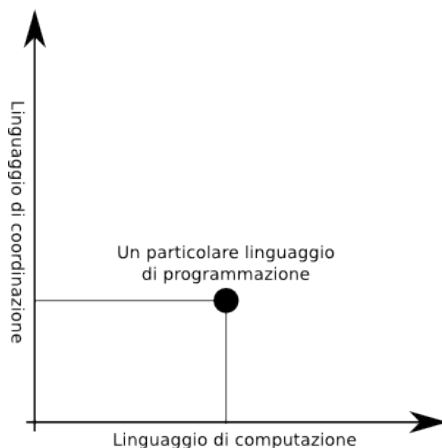 Linguaggio di coordinazione
Un particolare linguaggio
di programmazione
Linguaggio di computazione